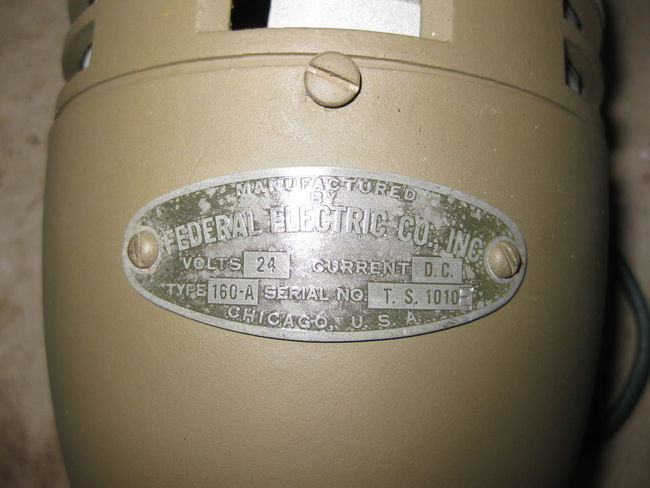 MANUFACTURED
BY
FEDERAL ELECTRIC CO., INC.
VOLTS 24 CURRENT D.C.
TYPE 160-A SERIAL NO. T. S. 1010
CHICAGO, U. S. A.